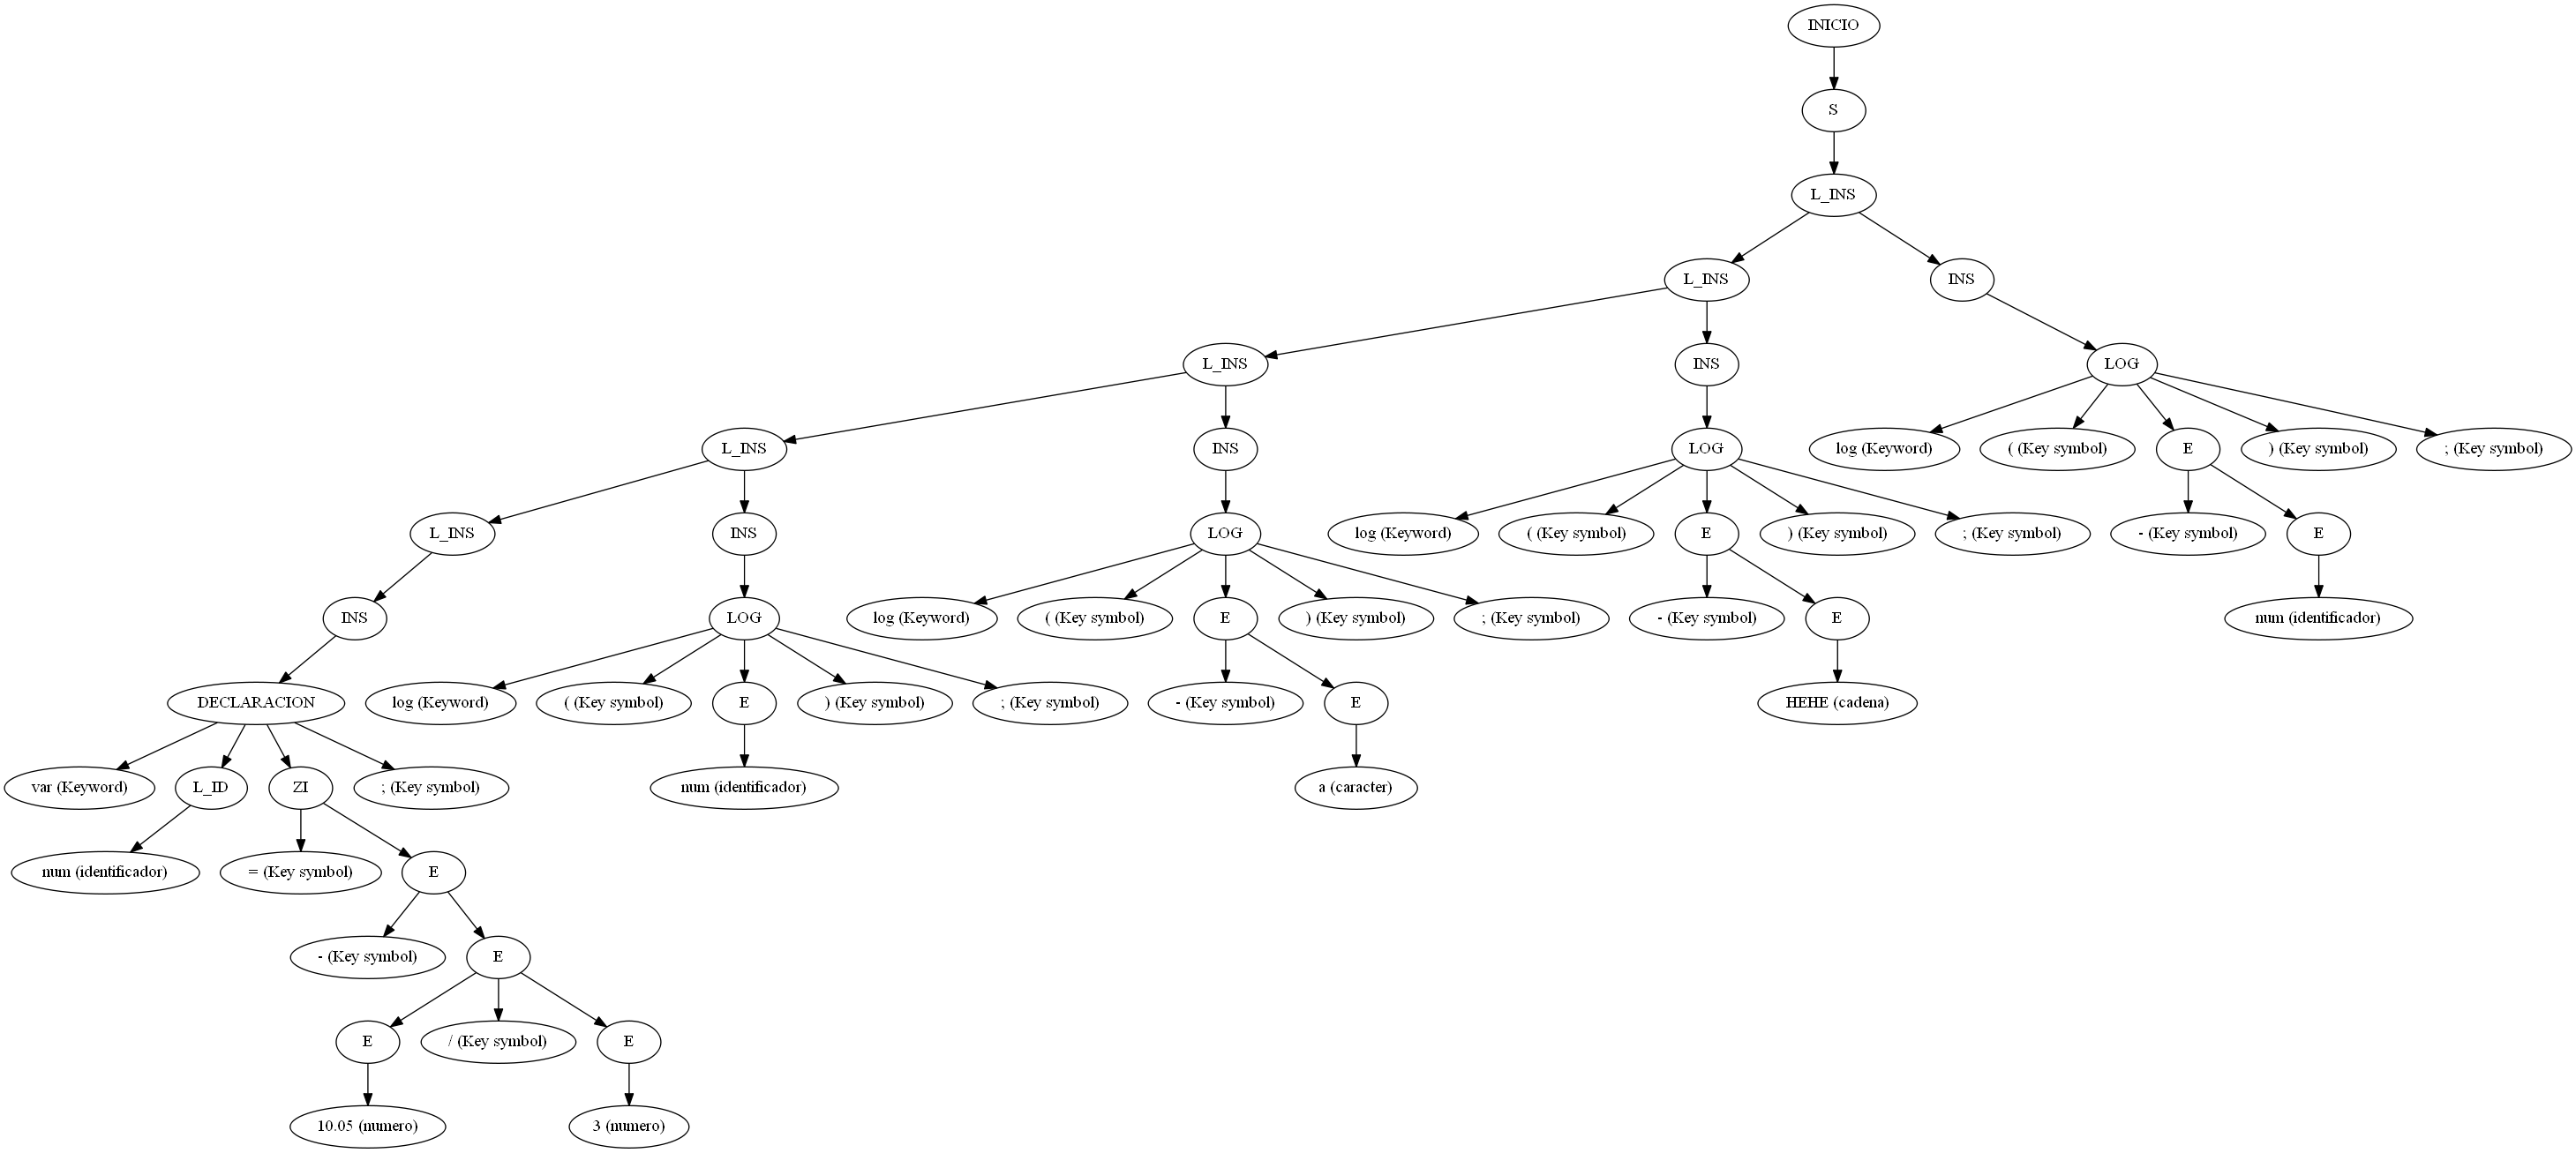 INICIO
S
L_INS
L_INS
INS
L_INS
INS
LOG
L_INS
INS
LOG
log (Keyword)
( (Key symbol)
E
) (Key symbol)
; (Key symbol)
L_INS
INS
LOG
log (Keyword)
( (Key symbol)
E
) (Key symbol)
; (Key symbol)
- (Key symbol)
E
INS
LOG
log (Keyword)
( (Key symbol)
E
) (Key symbol)
; (Key symbol)
- (Key symbol)
E
num (identificador)
DECLARACION
log (Keyword)
( (Key symbol)
E
) (Key symbol)
; (Key symbol)
- (Key symbol)
E
HEHE (cadena)
var (Keyword)
L_ID
ZI
; (Key symbol)
num (identificador)
a (caracter)
num (identificador)
= (Key symbol)
E
- (Key symbol)
E
E
/ (Key symbol)
E
10.05 (numero)
3 (numero)